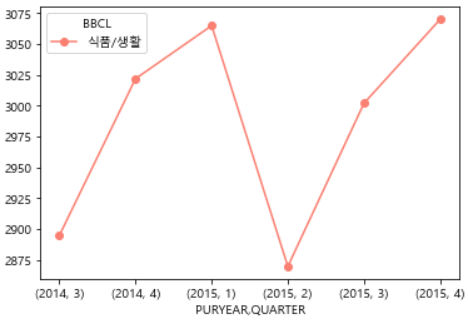 3075
3050
3025
3000
2975
2950
2925
2900
2875
BBCL
식품/생활
(2014, 3) (2014, 4) (2015, 1) (2015, 2) (2015, 3) (2015, 4)
PURYEAR,QUARTER